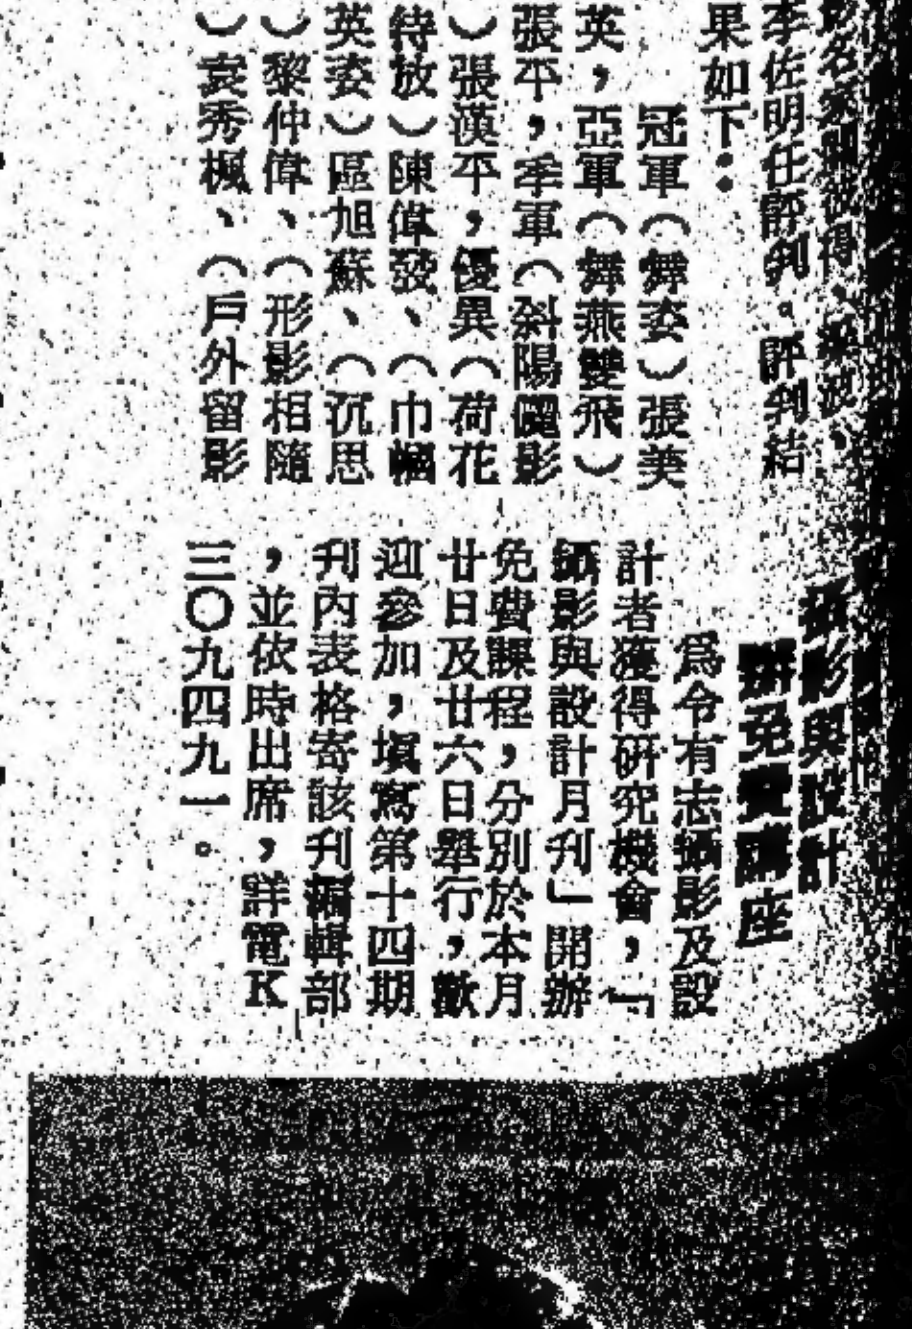 李佐明任評判。評判結
果如下：
冠軍（舞姿）張美
英，亞軍（舞燕雙飛）
張平，季軍（斜陽儷影
）張漢平，優異（荷花
待放）陳偉發、（巾幗
英姿）區旭蘇、（沉思
）黎仲偉、（形影相隨
）袁秀楓、（戶外留影
影與設計
辦免費講座
爲令有志攝影及設
計者獲得研究機會，「
攝影與設計月刊」開辦
免費課程，分別於本月
廿日及廿六日舉行，歡
迎參加，填寫第十四期
刋內表格寄該刋編輯部
，並依時出席，詳電K
三〇九四九一。